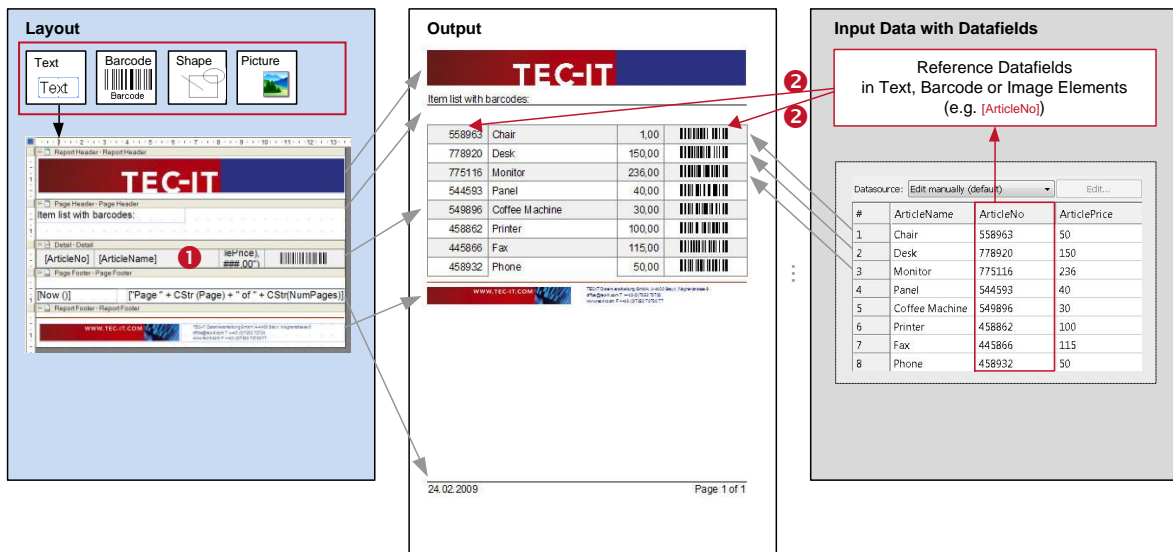 Layout
Text
Text
Barcode
Barcode
Shape
Picture
Report Header - Report Header
TEC-IT
Page Header - Page Header
Item list with barcodes:
Detail - Detail
[ArticleNo] [ArticleName] 1 lePrice),
###.00")
Page Footer - Page Footer
[Now ()] ["Page " + CStr (Page) + " of " + CStr(NumPages)]
Report Footer - Report Footer
WWW.TEC-IT.COM
Output
TEC-IT
Item list with barcodes:
2
2
558963 Chair 1,00
778920 Desk 150,00
775116 Monitor 236,00
544593 Panel 40,00
549896 Coffee Machine 30,00
458862 Printer 100,00
445866 Fax 115,00
458932 Phone 50,00
WWW.TEC-IT.COM
24.02.2009 Page 1 of 1
Input Data with Datafields
Reference Datafields
in Text, Barcode or Image Elements
(e.g. [ArticleNo])
Datasource: Edit manually (default) Edit...
# ArticleName ArticleNo ArticlePrice
1 Chair 558963 50
2 Desk 778920 150
3 Monitor 775116 236
4 Panel 544593 40
5 Coffee Machine 549896 30
6 Printer 458862 100
7 Fax 445866 115
8 Phone 458932 50